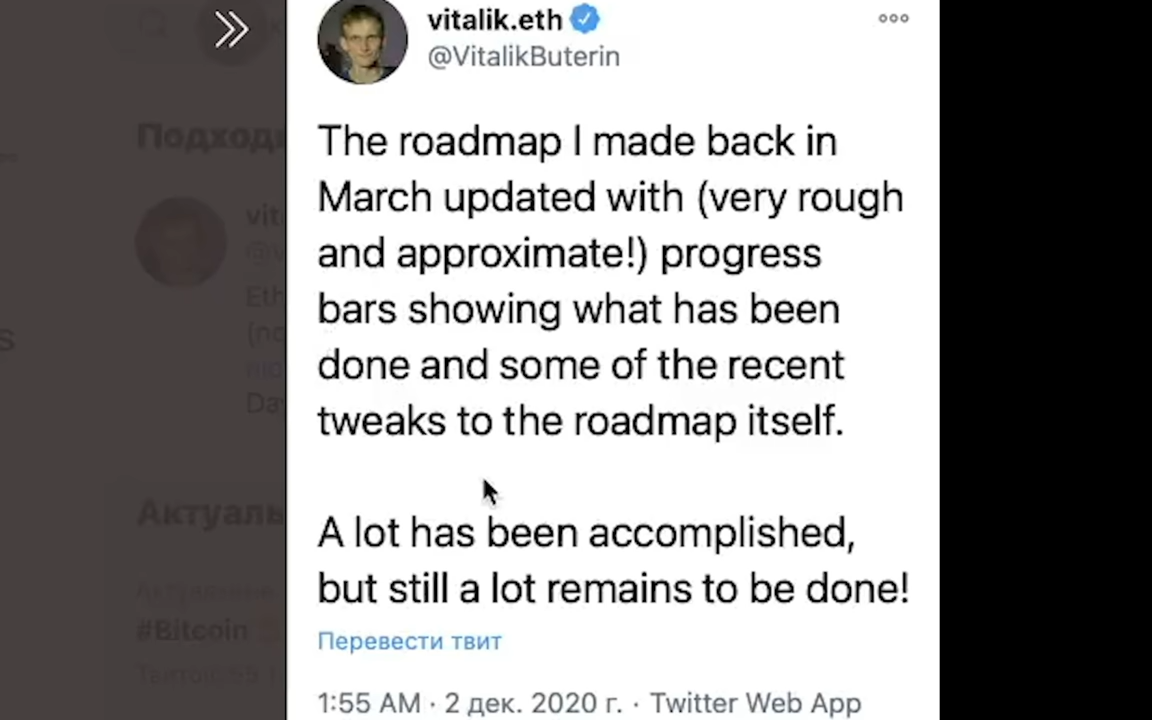 vitalik.eth
@VitalikButerin
The roadmap I made back in
March updated with (very rough
and approximate!) progress
bars showing what has been
done and some of the recent
tweaks to the roadmap itself.
A lot has been accomplished,
but still a lot remains to be done!
Перевести твит
1:55 AM · 2 дек. 2020 г. · Twitter Web App
Подход
vit
@v
Eth
(no
Da
s
Актуаль
#Bitcoin